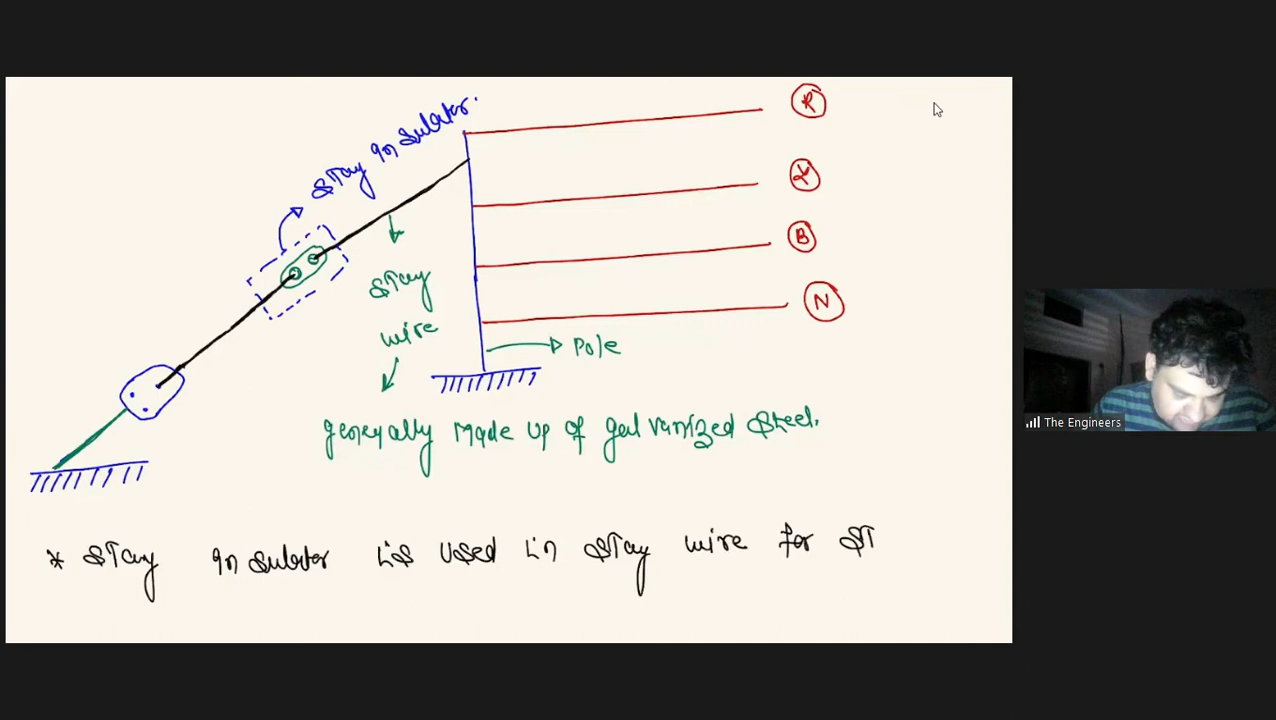 Stay Insulator.
R
Y
B
N
Stay
wire
Pole
generally Made up of galvanized Steel.
* Stay Insulator is used in Stay wire for ST
The Engineers